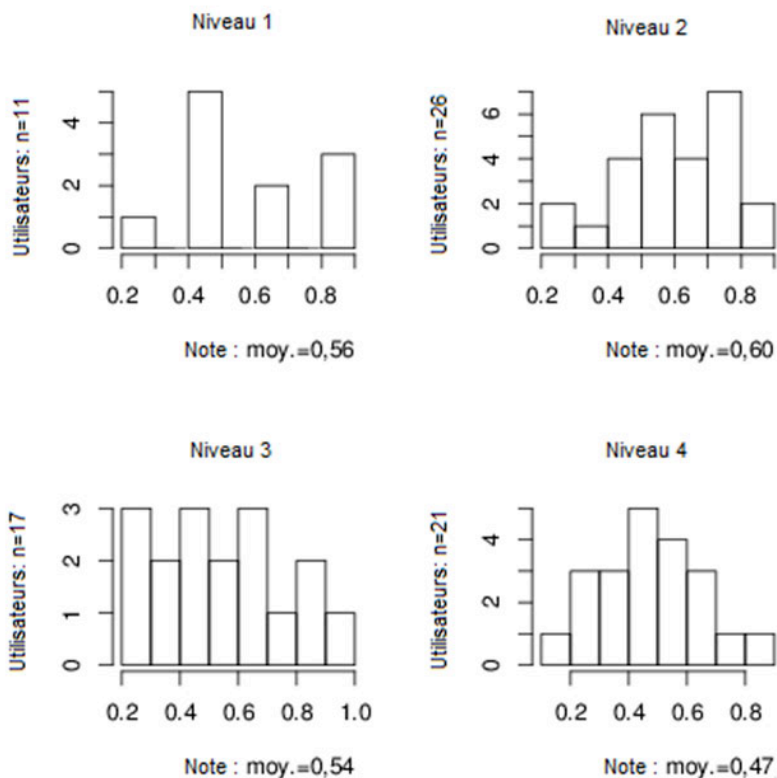 Niveau 1
Utilisateurs: n=11
4
2
0
0.2 0.4 0.6 0.8
Note : moy.=0,56
Niveau 2
Utilisateurs: n=26
6
4
2
0
0.2 0.4 0.6 0.8
Note : moy.=0,60
Niveau 3
Utilisateurs: n=17
3
2
1
0
0.2 0.4 0.6 0.8 1.0
Note : moy.=0,54
Niveau 4
Utilisateurs: n=21
4
2
0
0.2 0.4 0.6 0.8
Note : moy.=0,47